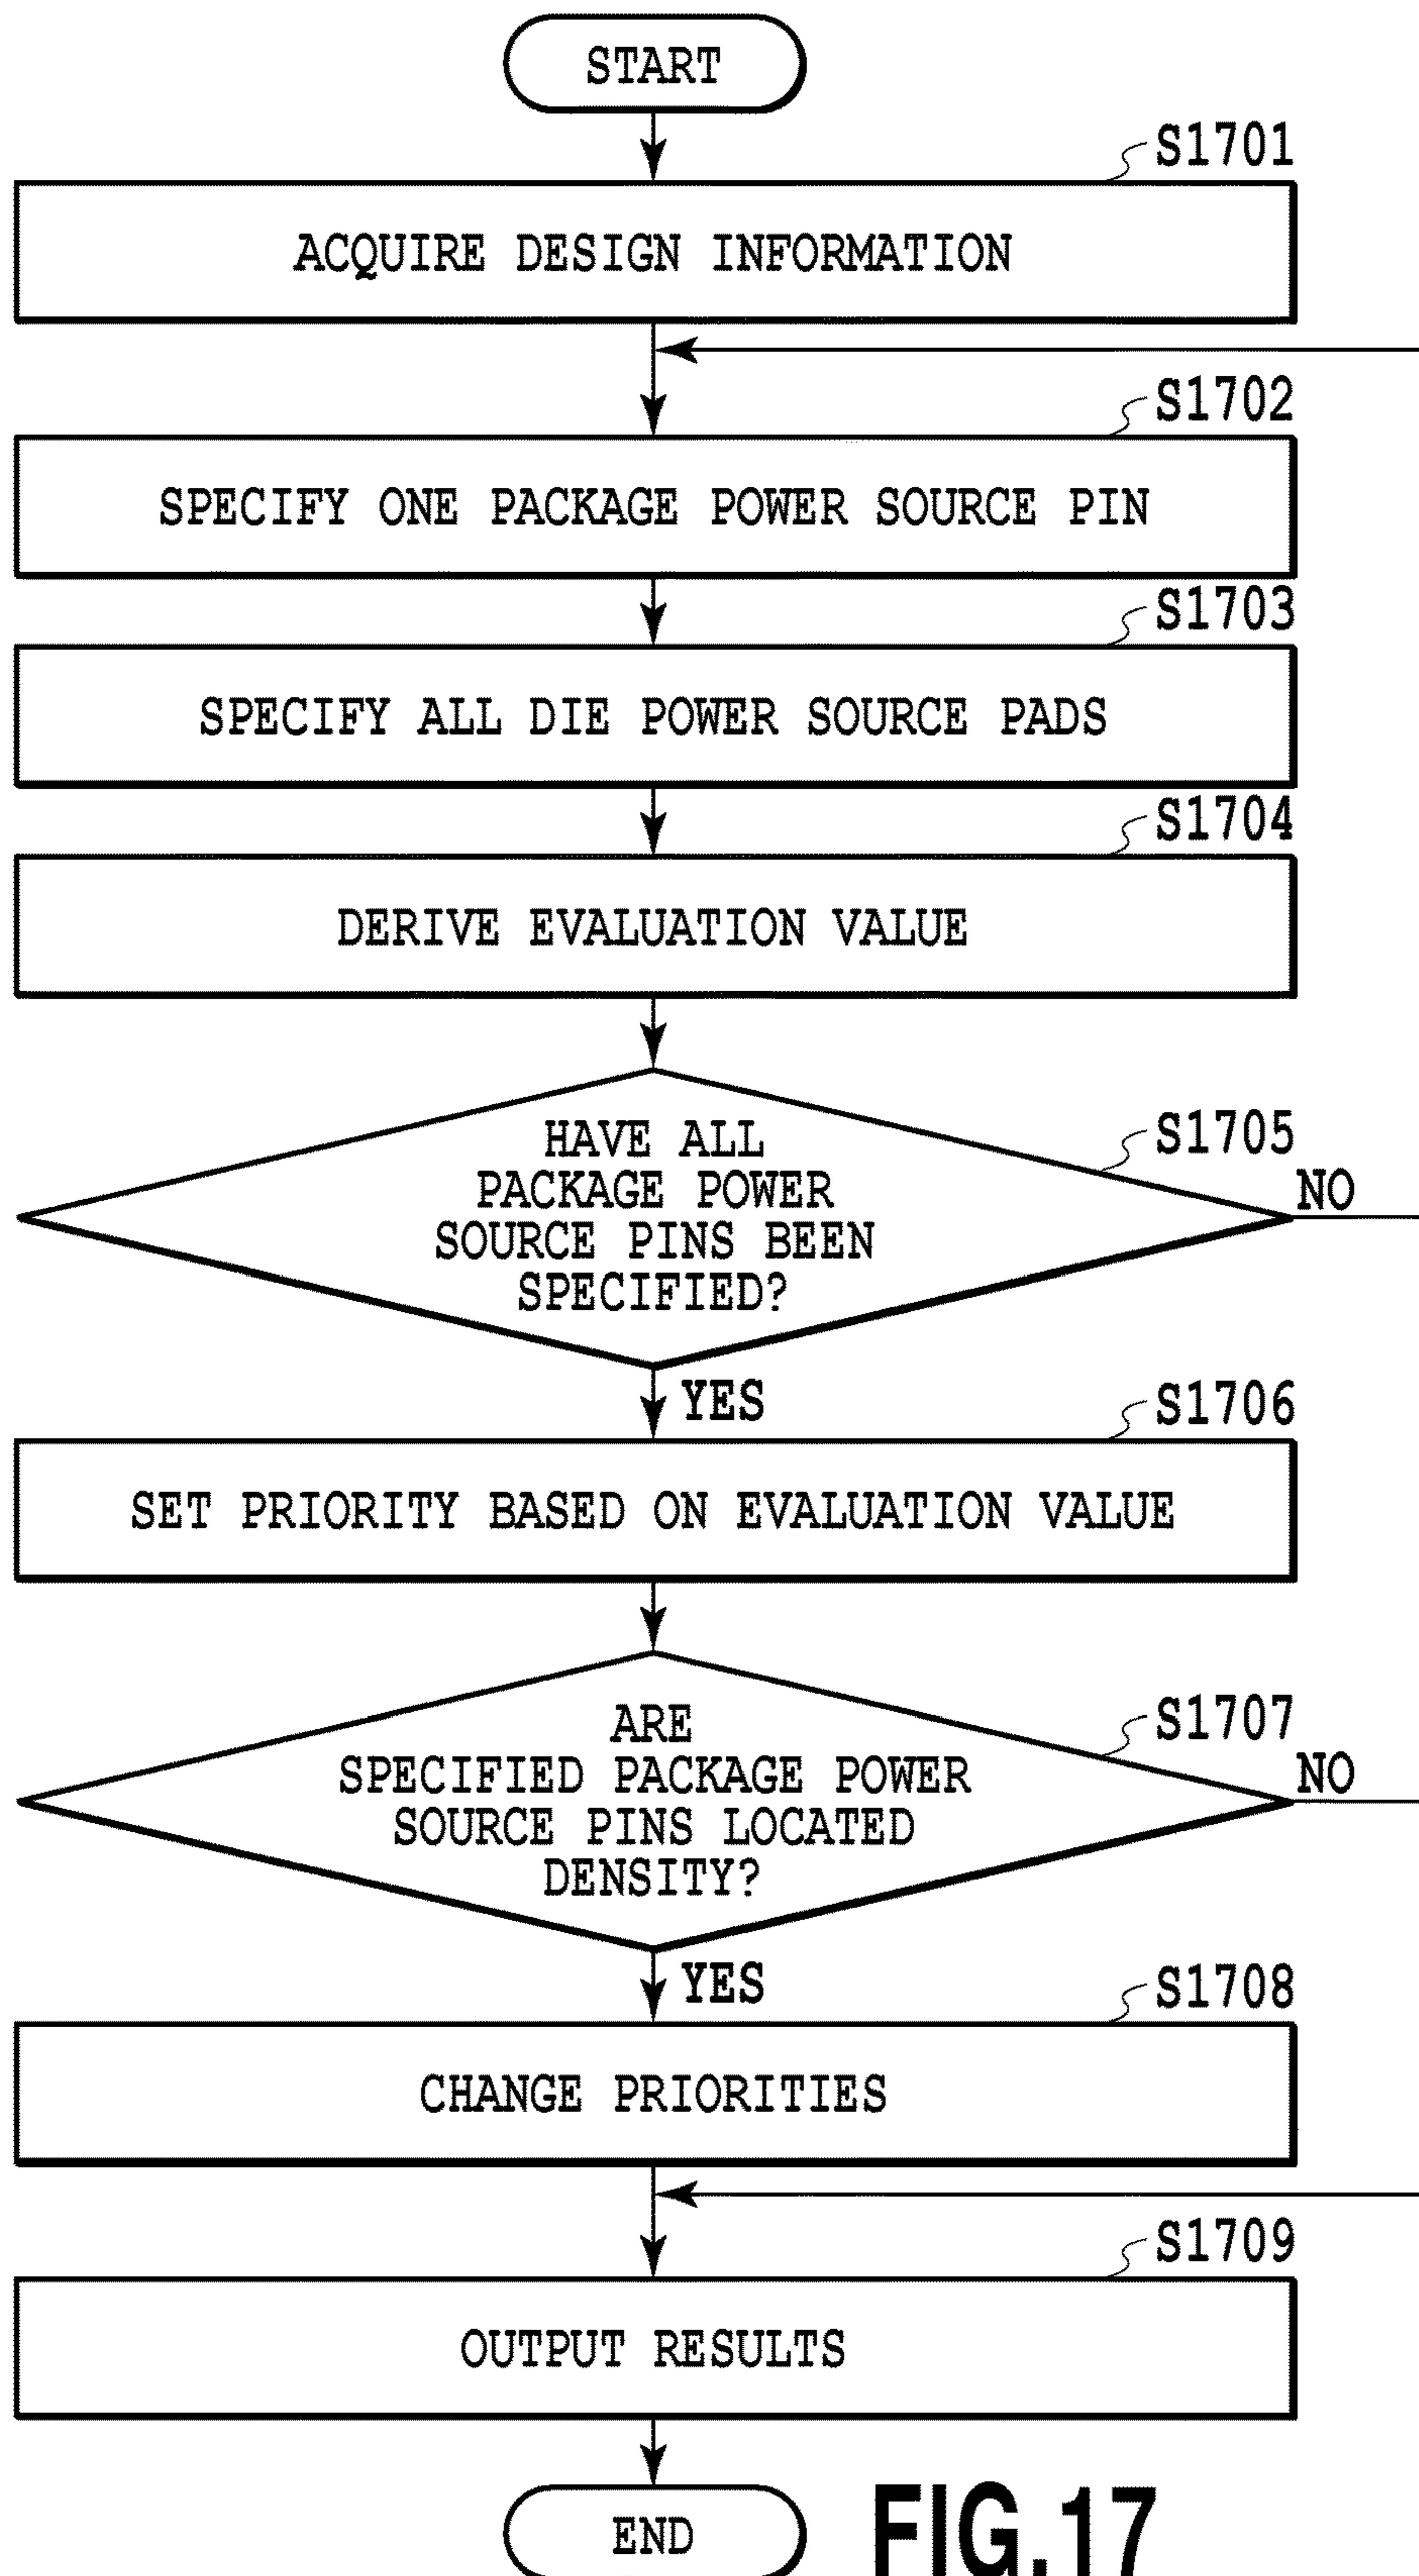 START
S1701
ACQUIRE DESIGN INFORMATION
S1702
SPECIFY ONE PACKAGE POWER SOURCE PIN
S1703
SPECIFY ALL DIE POWER SOURCE PADS
S1704
DERIVE EVALUATION VALUE
S1705
HAVE ALL
PACKAGE POWER
SOURCE PINS BEEN
SPECIFIED?
NO
YES
S1706
SET PRIORITY BASED ON EVALUATION VALUE
S1707
ARE
SPECIFIED PACKAGE POWER
SOURCE PINS LOCATED
DENSITY?
NO
YES
S1708
CHANGE PRIORITIES
S1709
OUTPUT RESULTS
END
FIG.17